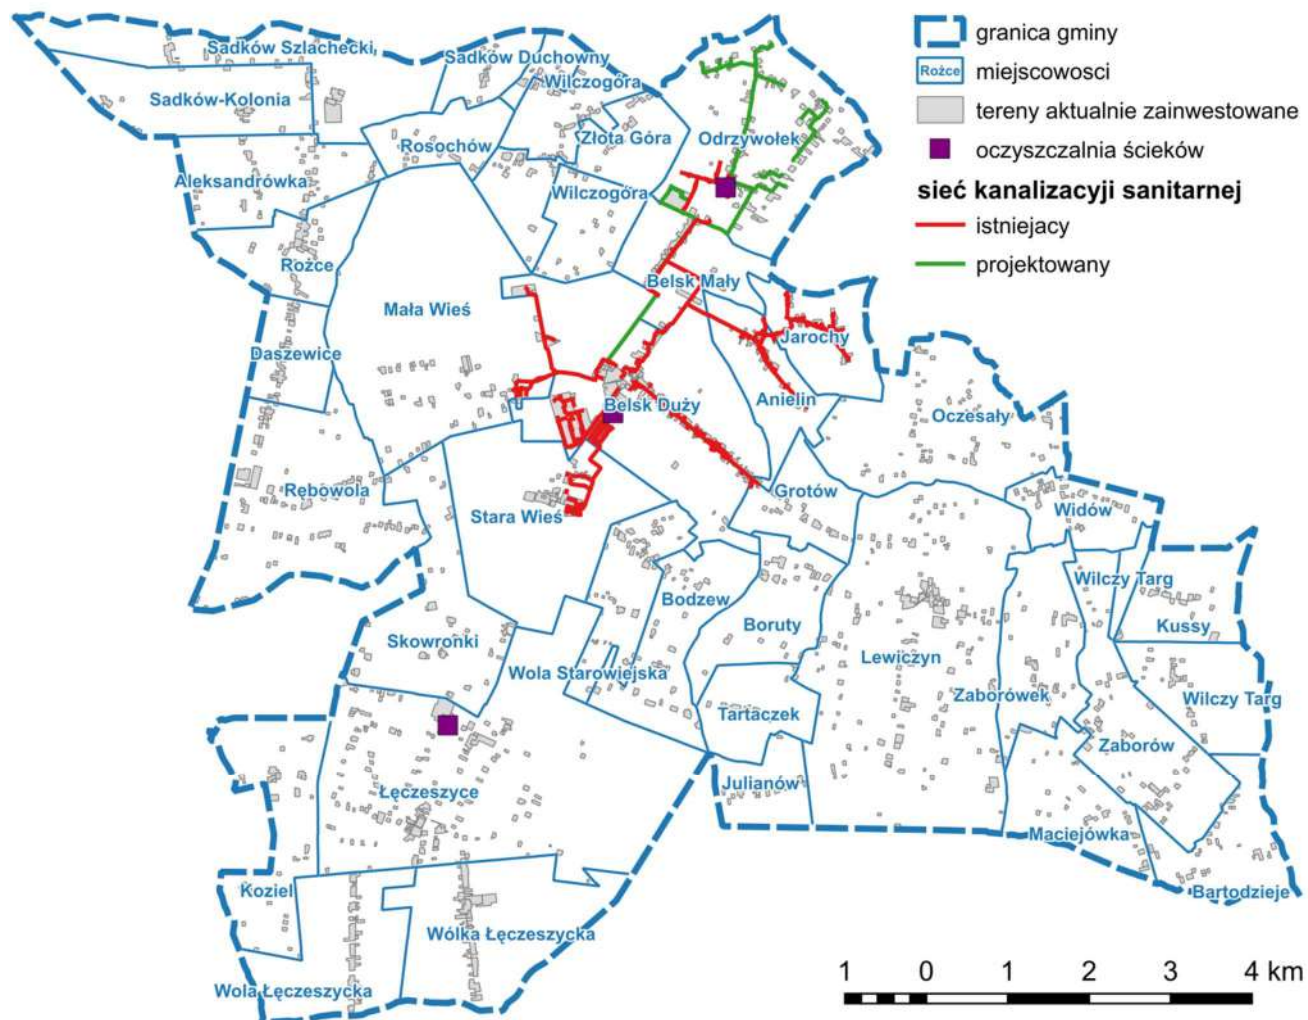 granica gminy
Rożce miejscowosci
tereny aktualnie zainwestowane
oczyszczalnia ścieków
sieć kanalizacyji sanitarnej
istniejacy
projektowany
Sadków Szlachecki
Sadków Duchowny
Wilczogóra
Sadków-Kolonia
Złota Góra
Odrzywołek
Rosochów
Aleksandrówka
Wilczogóra
Rożce
Belsk Mały
Mała Wieś
Jarochy
Daszewice
Anielin
Belsk Duży
Oczesały
Rębowola
Grotów
Stara Wieś
Widów
Wilczy Targ
Bodzew
Boruty
Kussy
Skowronki
Lewiczyn
Wola Starowiejska
Zaborówek
Wilczy Targ
Tartaczek
Zaborów
Julianów
Łęczeszyce
Maciejówka
Koziel
Bartodzieje
Wólka Łęczeszycka
Wola Łęczeszycka
1 0 1 2 3 4 km